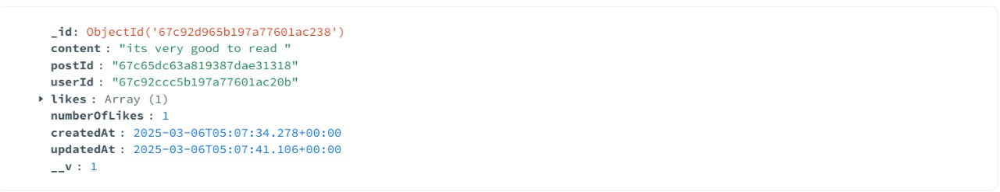 _id: ObjectId('67c92d965b197a77601ac238')
content : "its very good to read "
postId : "67c65dc63a819387dae31318"
userId : "67c92ccc5b197a77601ac20b"
likes : Array (1)
numberOfLikes : 1
createdAt : 2025-03-06T05:07:34.278+00:00
updatedAt : 2025-03-06T05:07:41.106+00:00
__v : 1